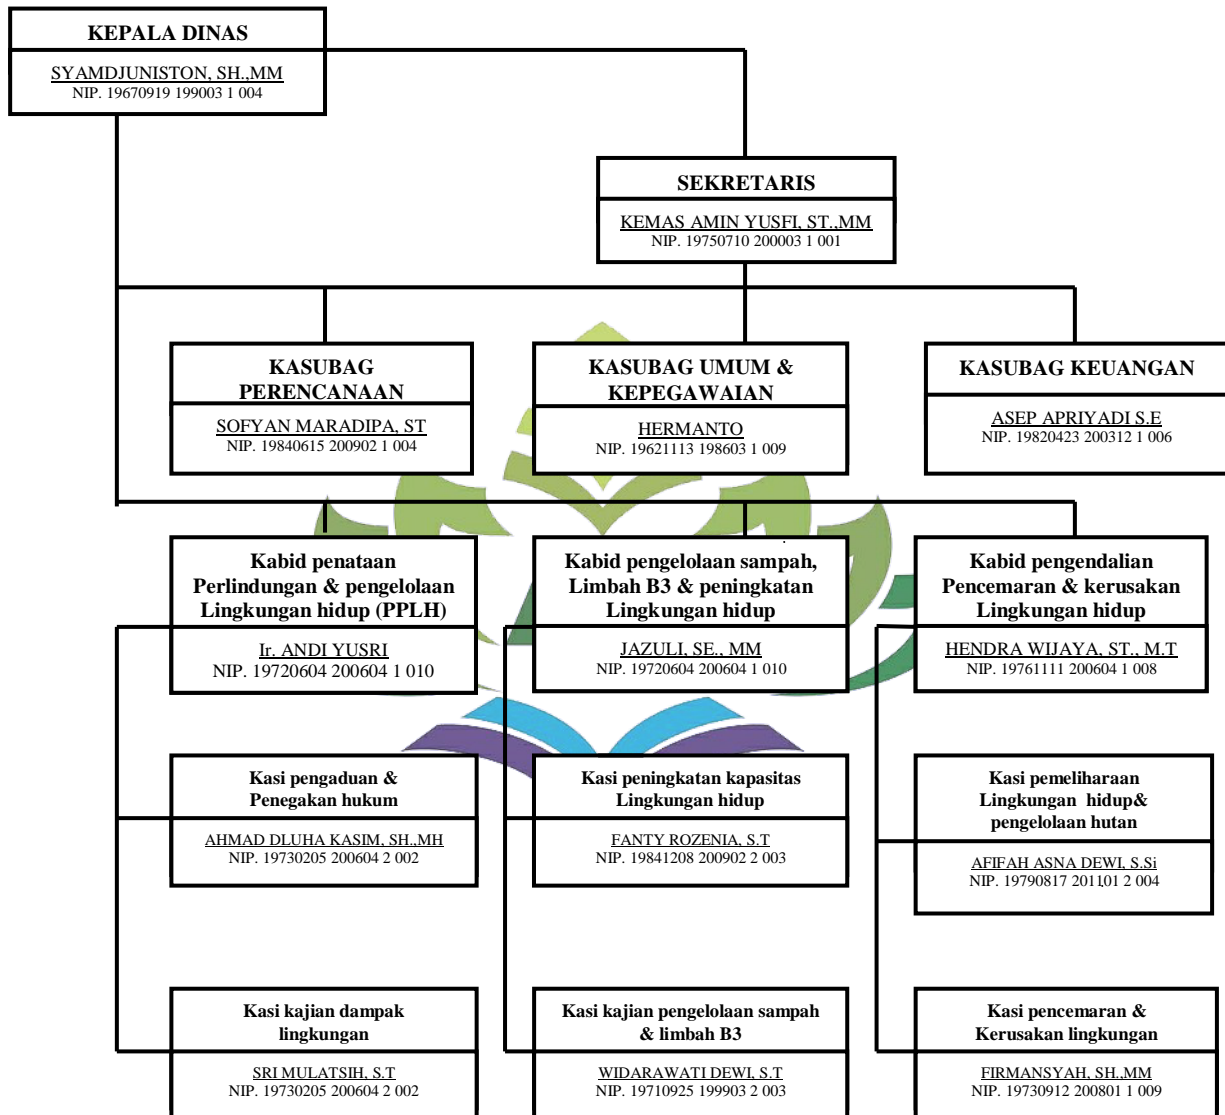 KEPALA DINAS
SYAMDJUNISTON, SH.,MM
NIP. 19670919 199003 1 004
SEKRETARIS
KEMAS AMIN YUSFI, ST.,MM
NIP. 19750710 200003 1 001
KASUBAG
PERENCANAAN
SOFYAN MARADIPA, ST
NIP. 19840615 200902 1 004
KASUBAG UMUM &
KEPEGAWAIAN
HERMANTO
NIP. 19621113 198603 1 009
KASUBAG KEUANGAN
ASEP APRIYADI S.E
NIP. 19820423 200312 1 006
Kabid penataan
Perlindungan & pengelolaan
Lingkungan hidup (PPLH)
Ir. ANDI YUSRI
NIP. 19720604 200604 1 010
Kabid pengelolaan sampah,
Limbah B3 & peningkatan
Lingkungan hidup
JAZULI, SE., MM
NIP. 19720604 200604 1 010
Kabid pengendalian
Pencemaran & kerusakan
Lingkungan hidup
HENDRA WIJAYA, ST., M.T
NIP. 19761111 200604 1 008
Kasi pengaduan &
Penegakan hukum
AHMAD DLUHA KASIM, SH.,MH
NIP. 19730205 200604 2 002
Kasi peningkatan kapasitas
Lingkungan hidup
FANTY ROZENIA, S.T
NIP. 19841208 200902 2 003
Kasi pemeliharaan
Lingkungan hidup&
pengelolaan hutan
AFIFAH ASNA DEWI, S.Si
NIP. 19790817 201101 2 004
Kasi kajian dampak
lingkungan
SRI MULATSIH, S.T
NIP. 19730205 200604 2 002
Kasi kajian pengelolaan sampah
& limbah B3
WIDARAWATI DEWI, S.T
NIP. 19710925 199903 2 003
Kasi pencemaran &
Kerusakan lingkungan
FIRMANSYAH, SH.,MM
NIP. 19730912 200801 1 009